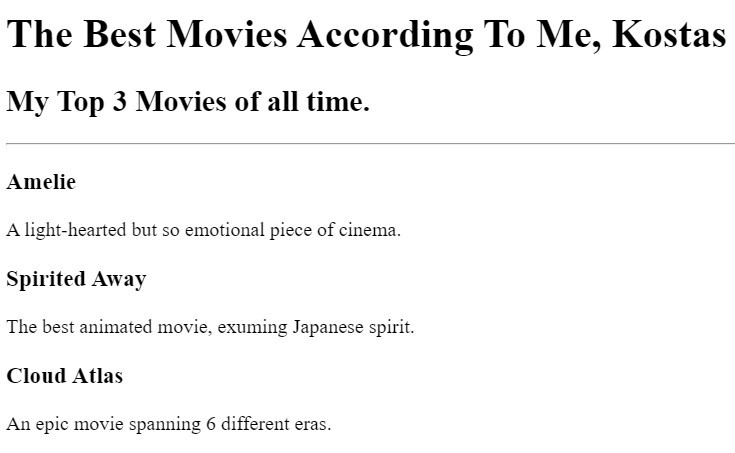 The Best Movies According To Me, Kostas
My Top 3 Movies of all time.
Amelie
A light-hearted but so emotional piece of cinema.
Spirited Away
The best animated movie, exuming Japanese spirit.
Cloud Atlas
An epic movie spanning 6 different eras.